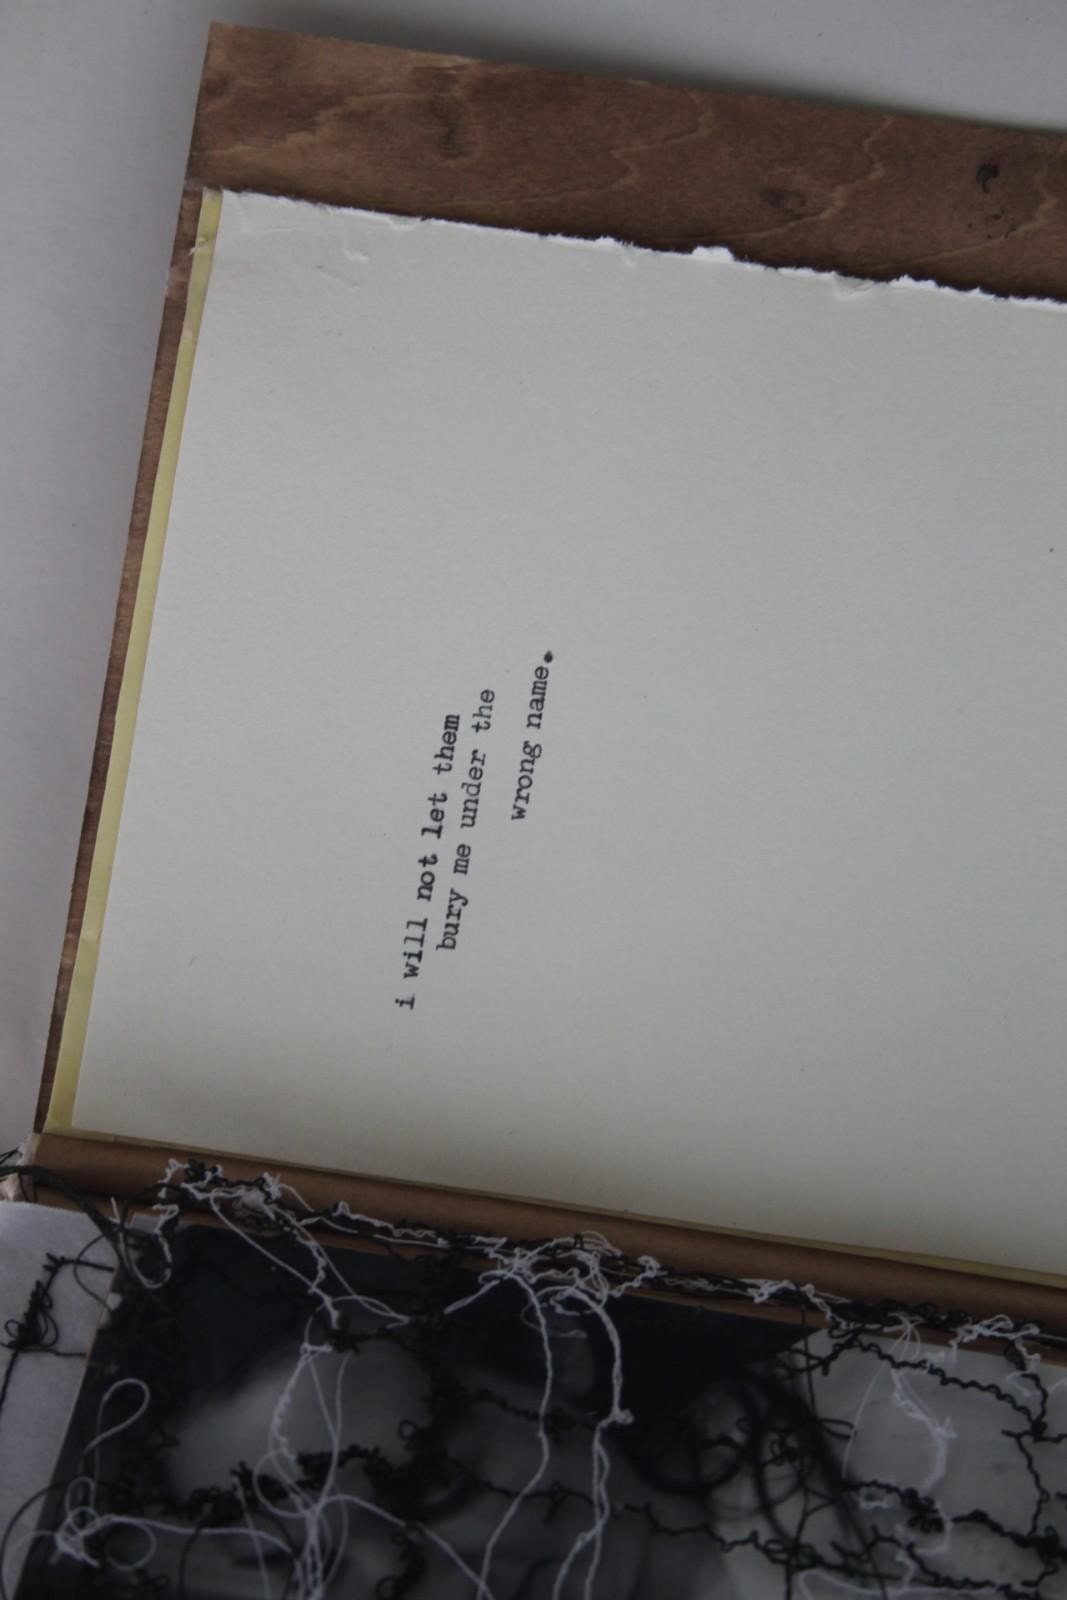 i will not let them
bury me under the
wrong name.